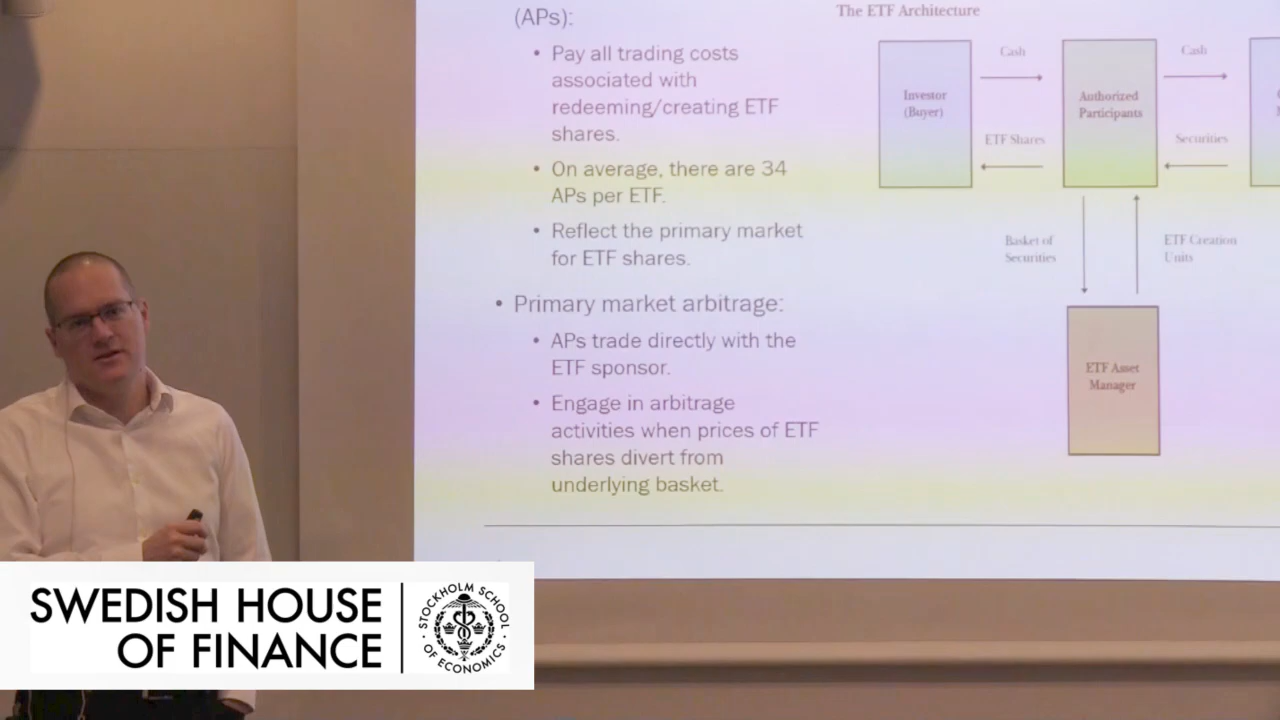 (APs):
• Pay all trading costs
associated with
redeeming/creating ETF
shares.
• On average, there are 34
APs per ETF.
• Reflect the primary market
for ETF shares.
• Primary market arbitrage:
• APs trade directly with the
ETF sponsor.
• Engage in arbitrage
activities when prices of ETF
shares divert from
underlying basket.
The ETF Architecture
Investor
(Buyer)
Cash
ETF Shares
Authorized
Participants
Cash
Securities
Basket of
Securities
ETF Creation
Units
ETF Asset
Manager
SWEDISH HOUSE
OF FINANCE
STOCKHOLM SCHOOL
· OF ECONOMICS ·